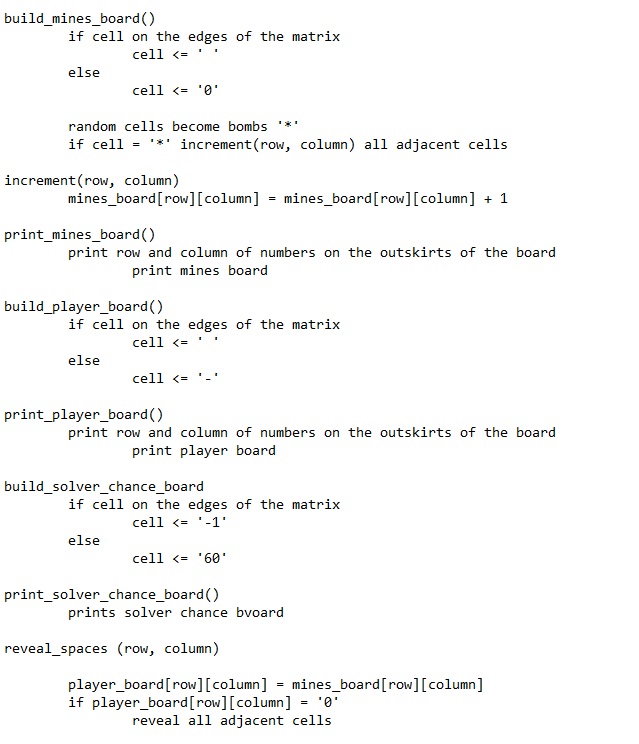 build_mines_board()
        if cell on the edges of the matrix
                cell <= ' '
        else
                cell <= '0'

        random cells become bombs '*'
        if cell = '*' increment(row, column) all adjacent cells

increment(row, column)
        mines_board[row][column] = mines_board[row][column] + 1

print_mines_board()
        print row and column of numbers on the outskirts of the board
                print mines board

build_player_board()
        if cell on the edges of the matrix
                cell <= ' '
        else
                cell <= '-'

print_player_board()
        print row and column of numbers on the outskirts of the board
                print player board

build_solver_chance_board
        if cell on the edges of the matrix
                cell <= '-1'
        else
                cell <= '60'

print_solver_chance_board()
        prints solver chance bvoard

reveal_spaces (row, column)

        player_board[row][column] = mines_board[row][column]
        if player_board[row][column] = '0'
                reveal all adjacent cells